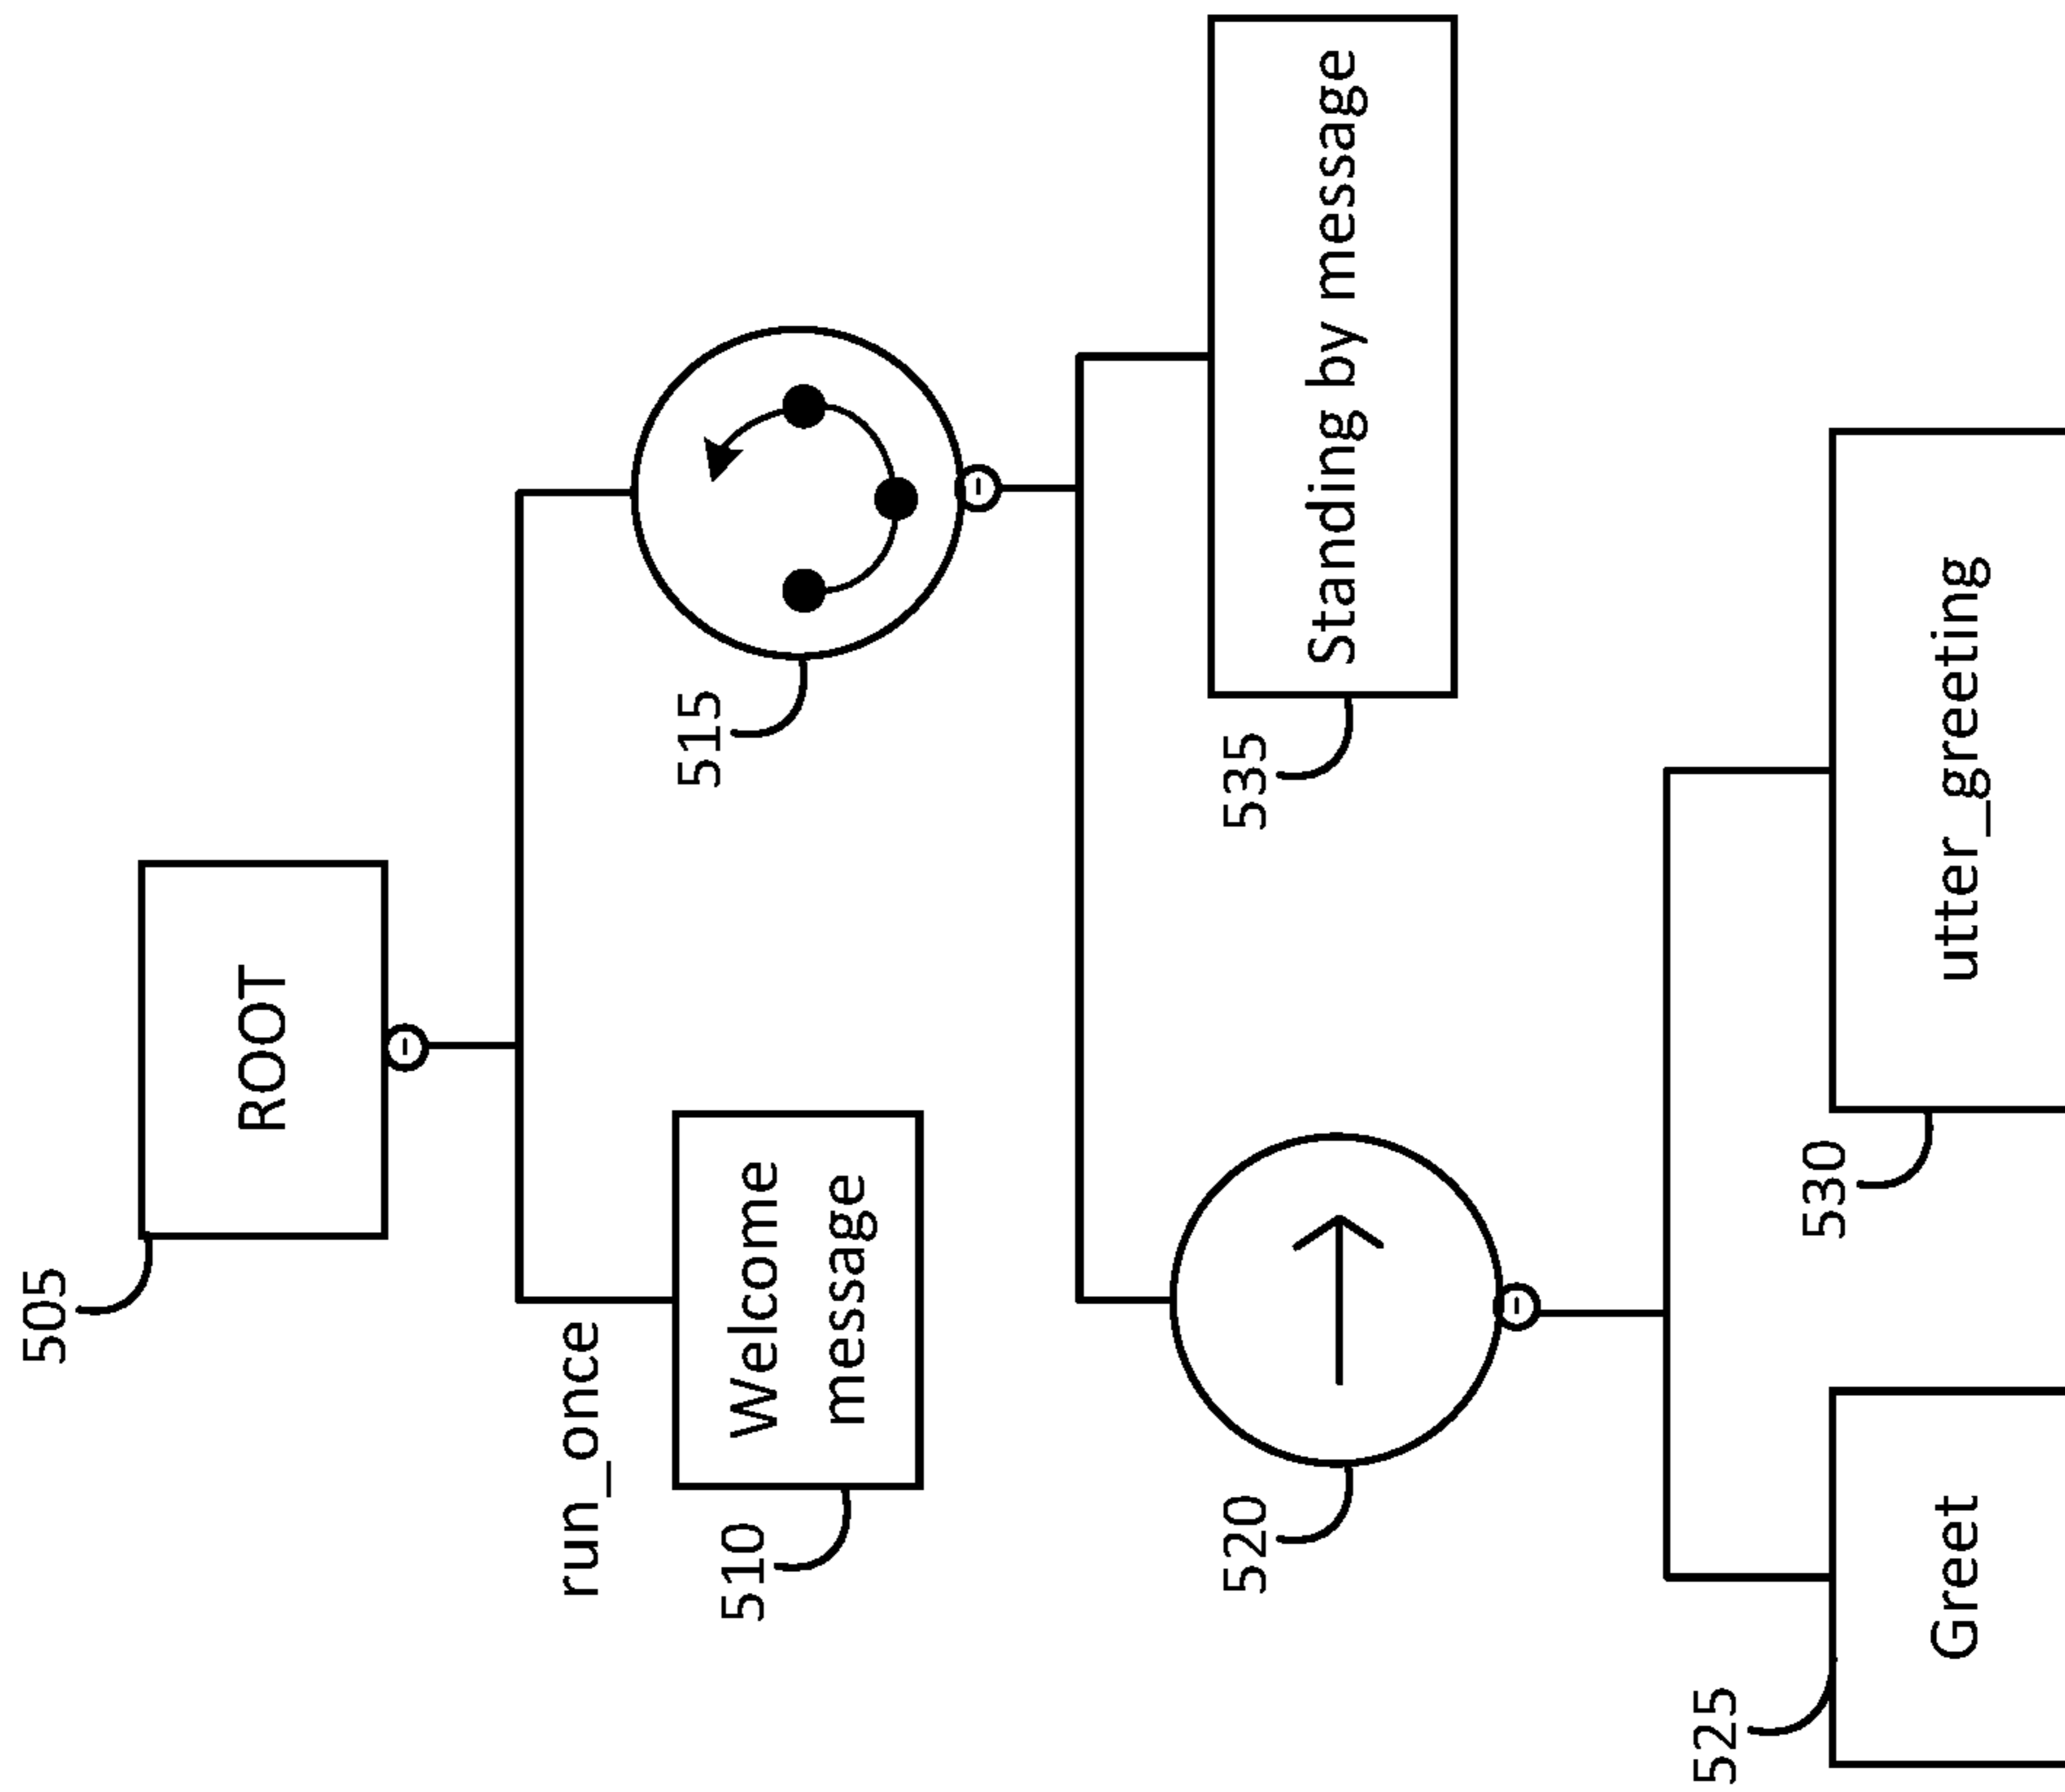 505
ROOT
run_once
510
Welcome
message
515
520
535
Standing by message
525
Greet
530
utter_greeting